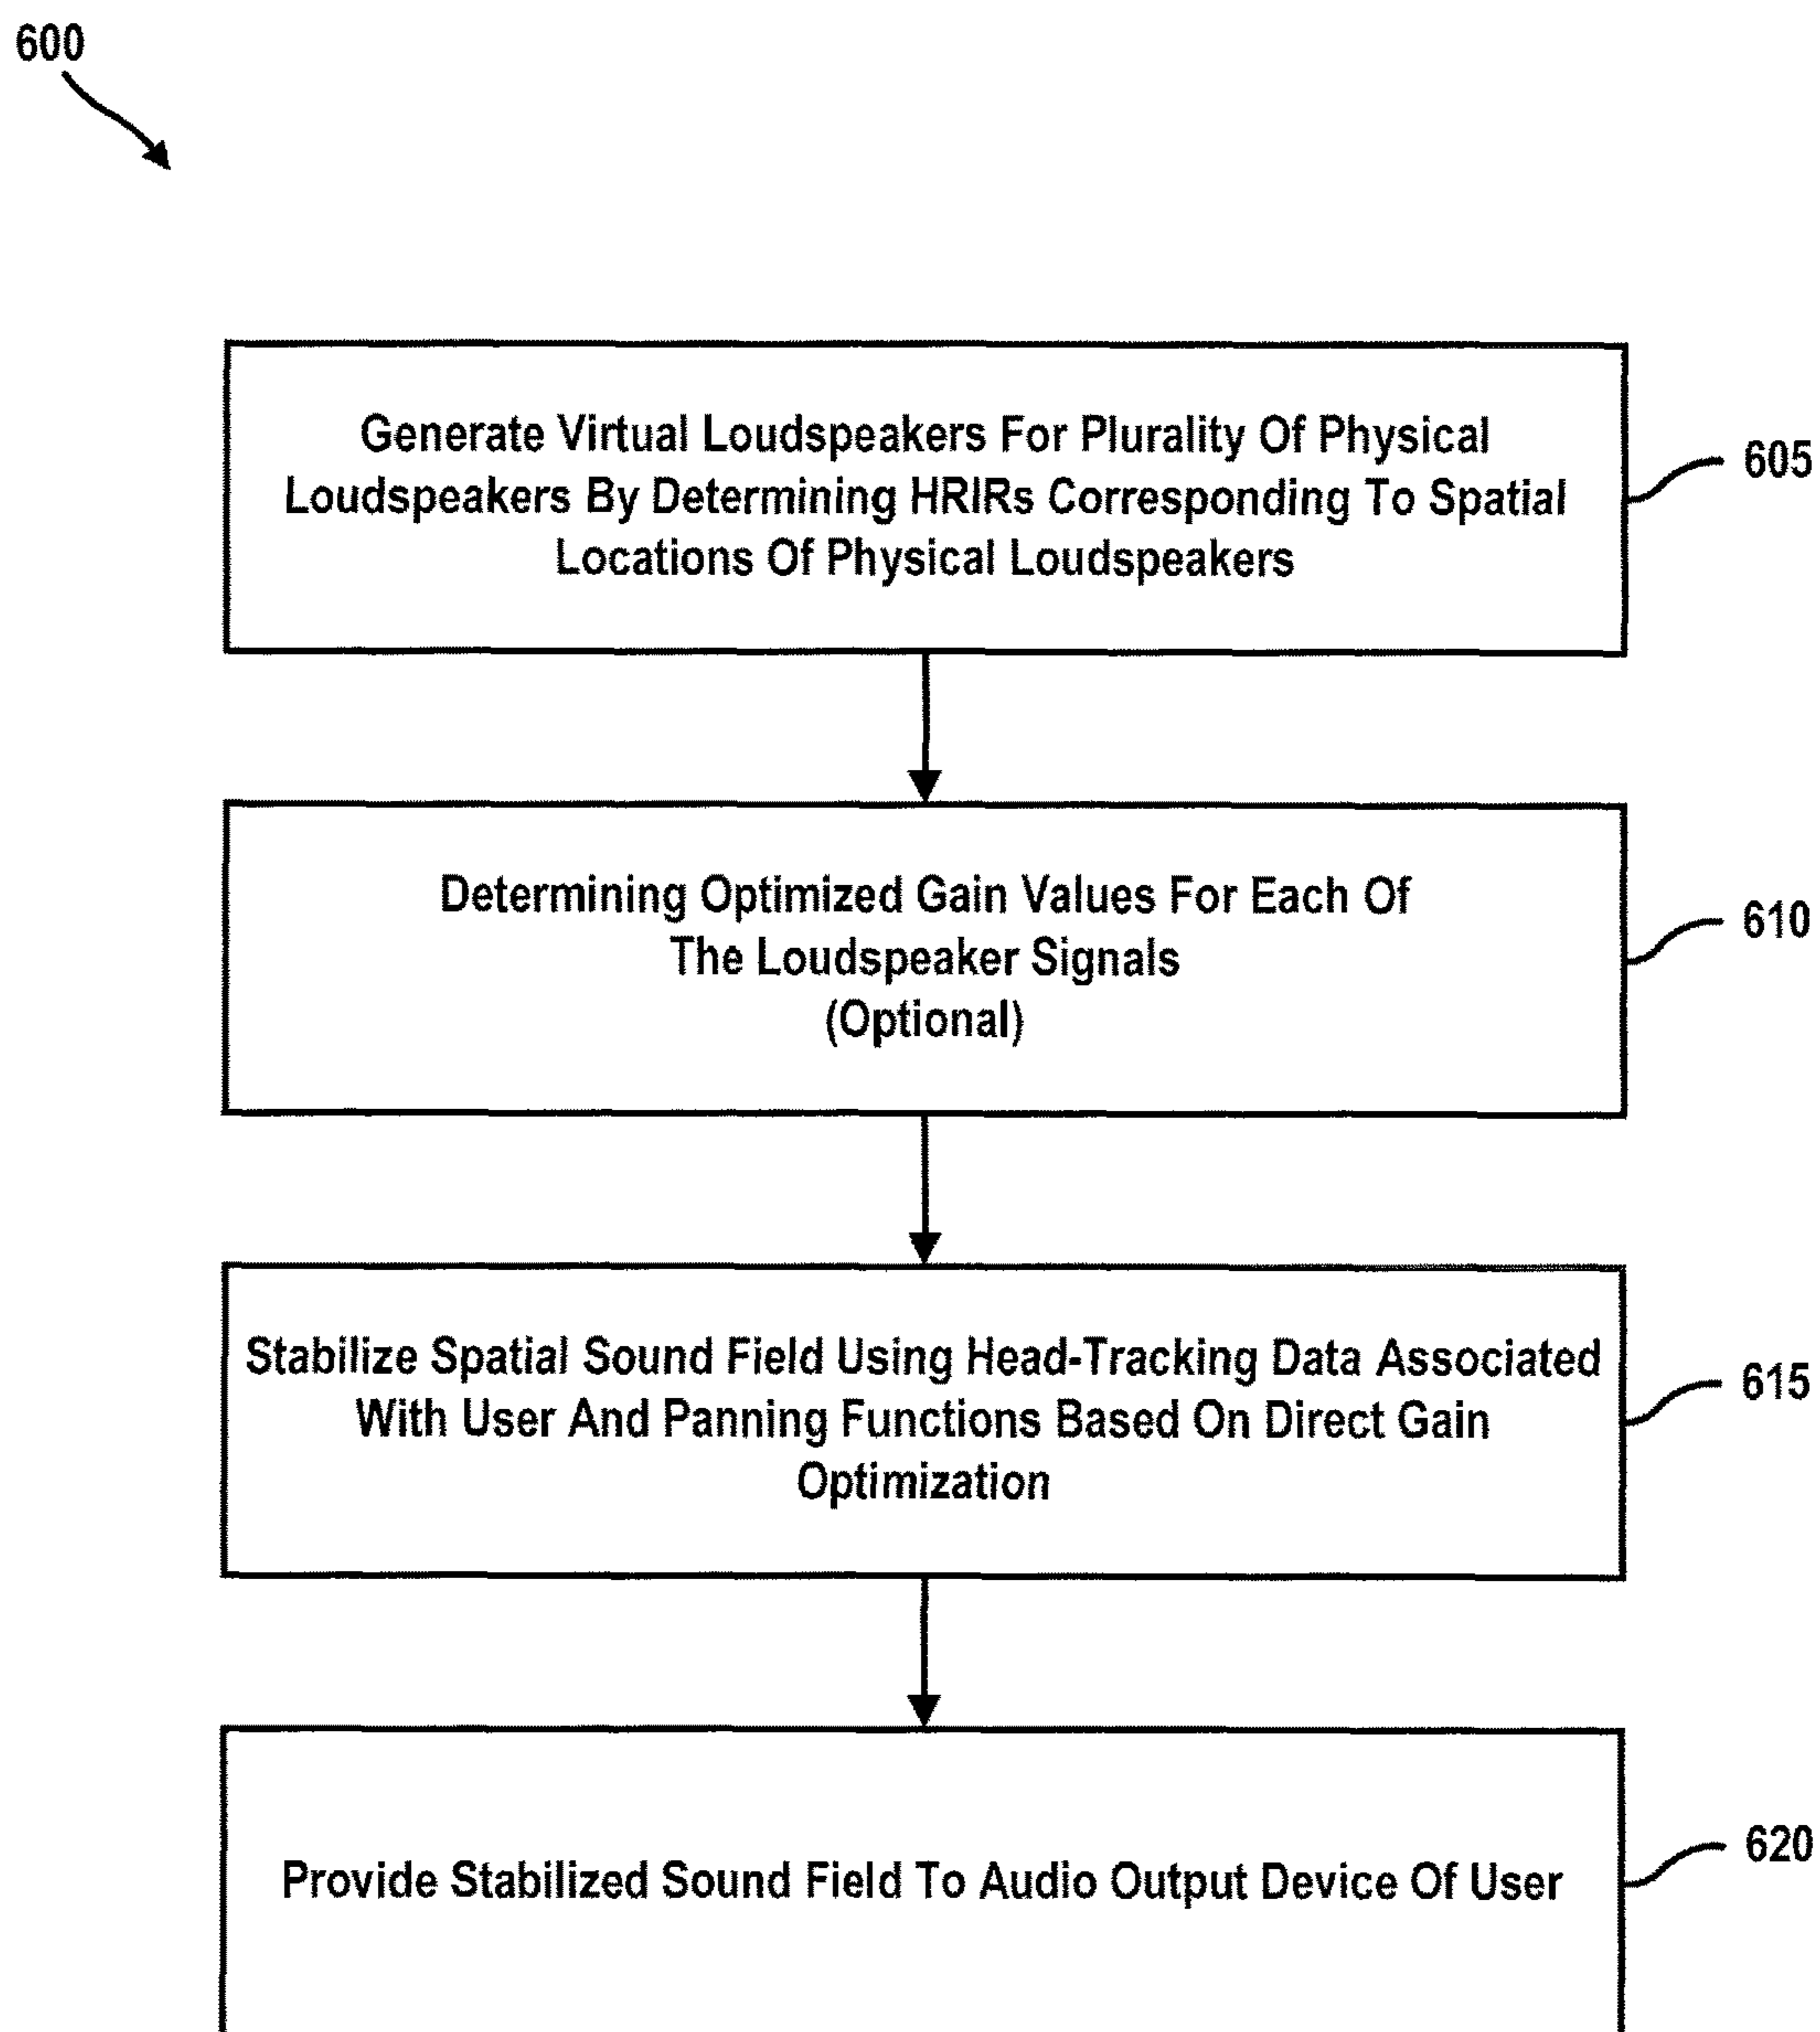 600
Generate Virtual Loudspeakers For Plurality Of Physical
Loudspeakers By Determining HRIRs Corresponding To Spatial
Locations Of Physical Loudspeakers
605
Determining Optimized Gain Values For Each Of
The Loudspeaker Signals
(Optional)
610
Stabilize Spatial Sound Field Using Head-Tracking Data Associated
With User And Panning Functions Based On Direct Gain
Optimization
615
Provide Stabilized Sound Field To Audio Output Device Of User
620